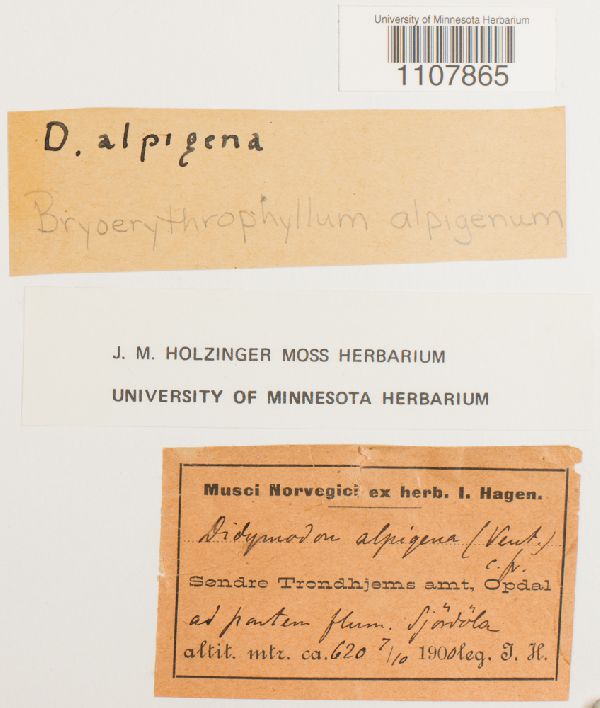 University of Minnesota Herbarium
1107865
D. alpigena
Bryoerythrophyllum alpigenum
J. M. HOLZINGER MOSS HERBARIUM
UNIVERSITY OF MINNESOTA HERBARIUM
Musci Norvegici ex herb. I. Hagen.
Didymodon alpigena (Vent.)
c. fr.
Søndre Trondhjems amt, Opdal
ad pontem flum.
altit. mtr. ca. 620 7/10 1900 leg. I. H.